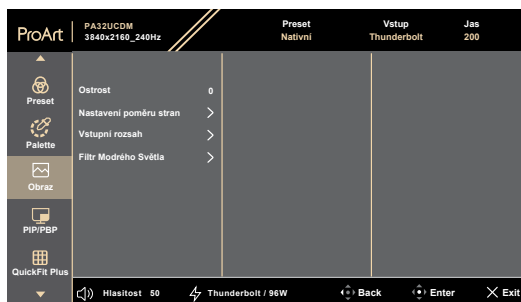 ProArt
PA32UCDM
3840x2160_240Hz
Preset
Nativní
Vstup
Thunderbolt
Jas
200
Preset
Palette
Obraz
PIP/PBP
QuickFit Plus
Ostrost 0
Nastavení poměru stran
Vstupní rozsah
Filtr Modrého Světla
Hlasitost 50
Thunderbolt / 96W
Back
Enter
Exit